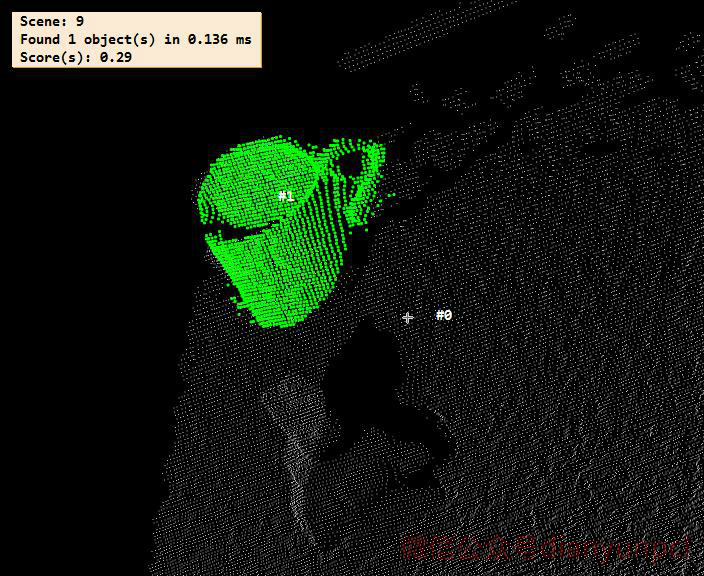 Scene: 9
Found 1 object(s) in 0.136 ms
Score(s): 0.29
#1
#0
微信公众号dianyunpcl